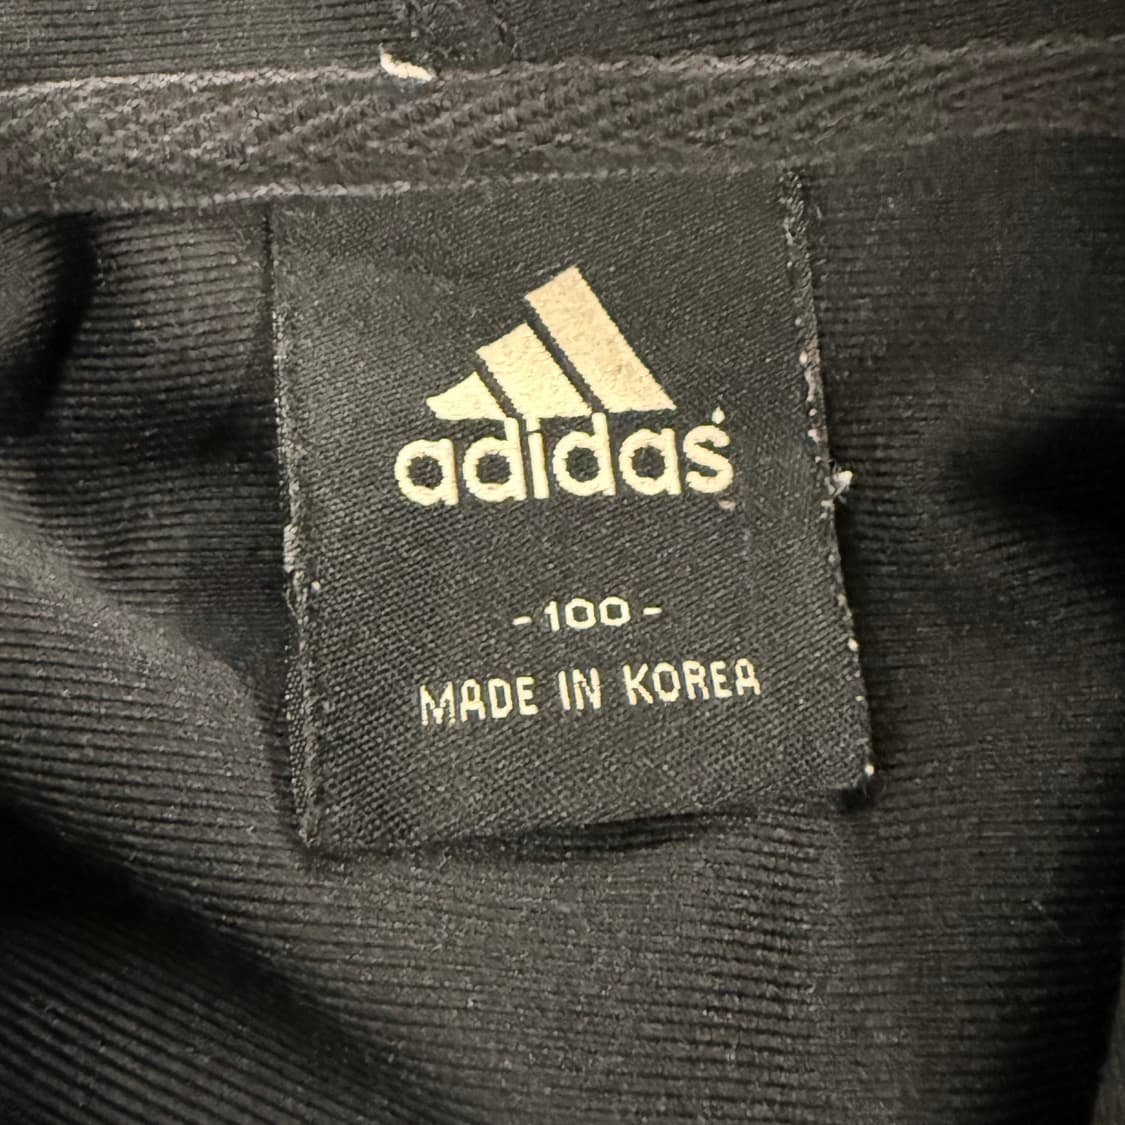 adidas
-100-
MADE IN KOREA